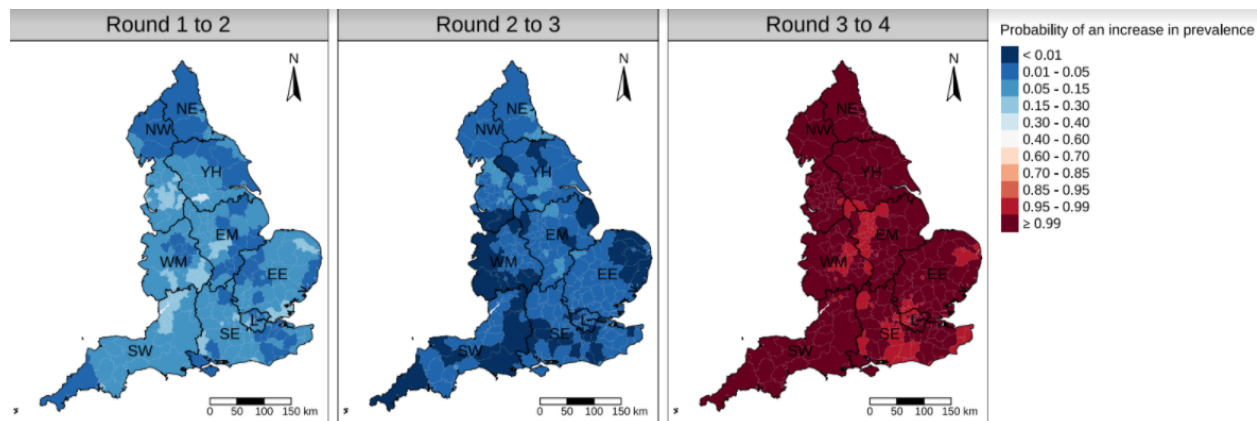 Round 1 to 2
N
NE
NW
YH
EM
WM
EE
L
SE
SW
0 50 100 150 km
Round 2 to 3
N
NE
NW
YH
EM
WM
EE
L
SE
SW
0 50 100 150 km
Round 3 to 4
N
NE
NW
YH
EM
WM
EE
L
SE
SW
0 50 100 150 km
Probability of an increase in prevalence
< 0.01
0.01 - 0.05
0.05 - 0.15
0.15 - 0.30
0.30 - 0.40
0.40 - 0.60
0.60 - 0.70
0.70 - 0.85
0.85 - 0.95
0.95 - 0.99
≥ 0.99